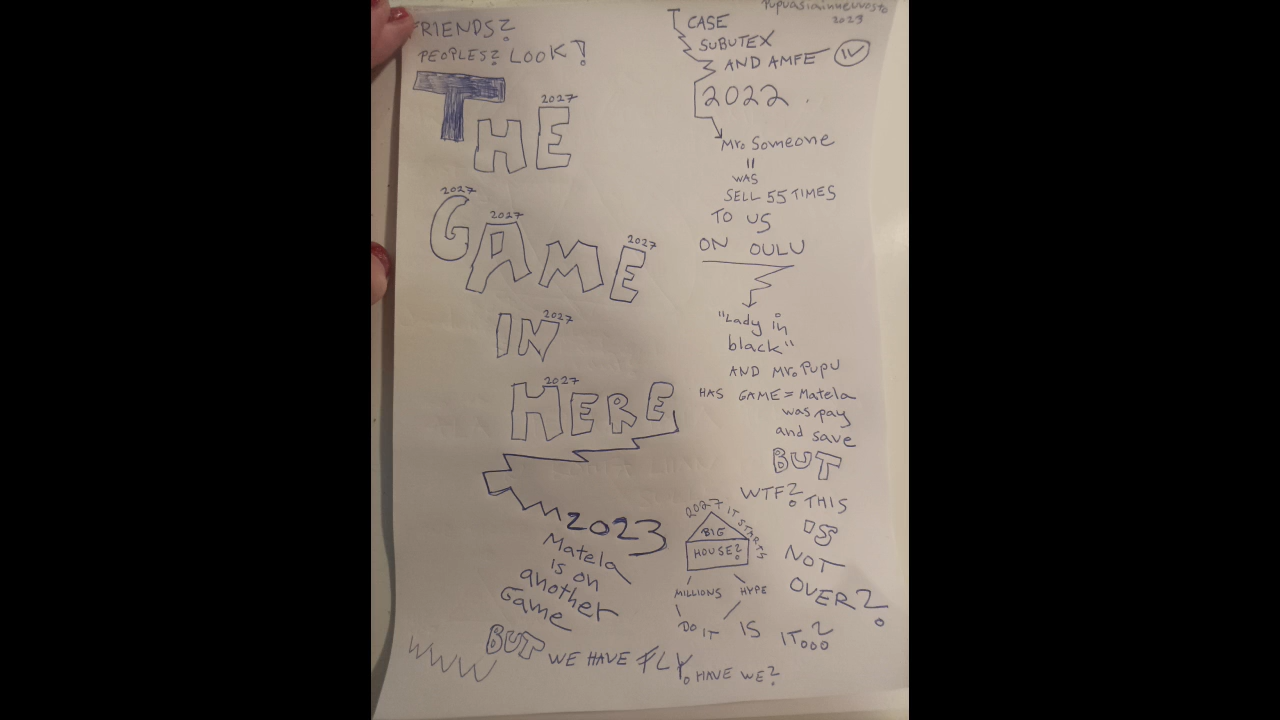 FRIENDS?
PEOPLES? LOOK!
THE
2027
GAME
2027
2027
2027
IN
2027
HERE
2027
2023
Matela
is on
another
Game
BUT WE HAVE FLY. HAVE WE?
2023
CASE
SUBUTEX
AND AMFE IV
2022
Mr. Someone
"
WAS
SELL 55 TIMES
TO US
ON OULU
"Lady in
black"
AND Mr. PUPU
HAS GAME = Matela
was pay
and save
BUT
WTF? THIS
IS
NOT
OVER?
IS IT...?
2027 IT STARTS
BIG
HOUSE?
MILLIONS HYPE
DO IT